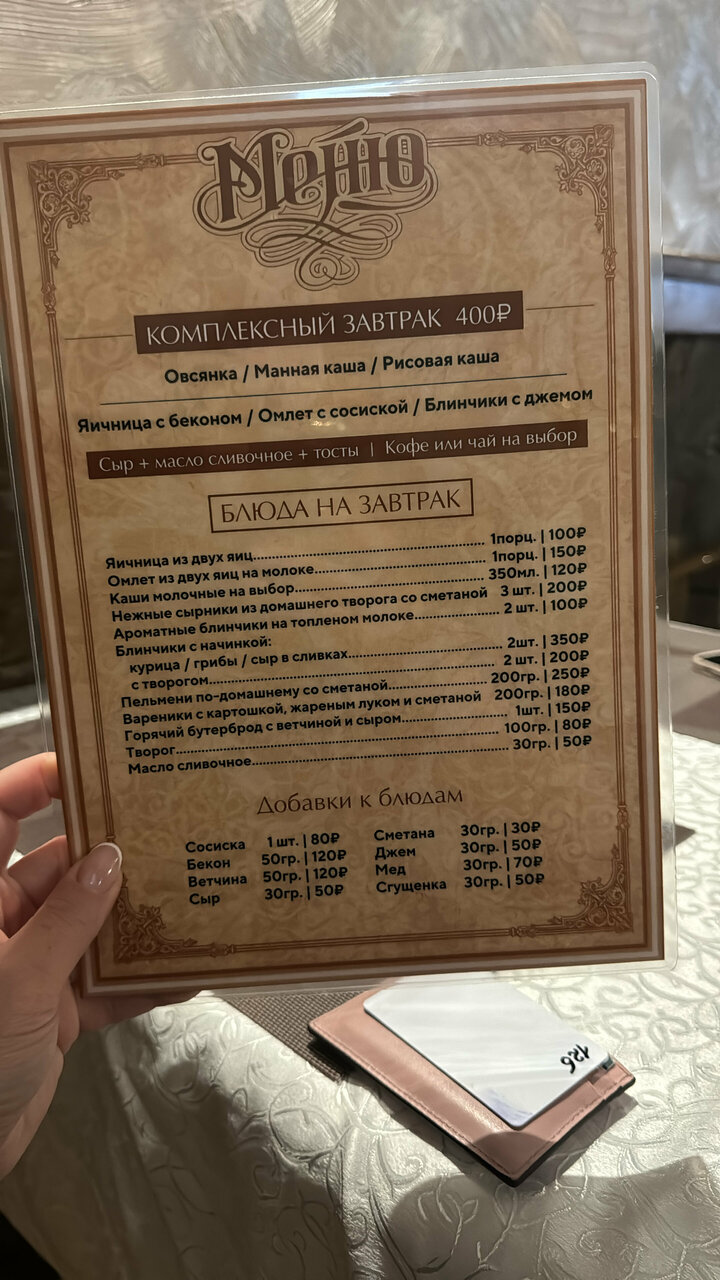 Меню
КОМПЛЕКСНЫЙ ЗАВТРАК 400₽
Овсянка / Манная каша / Рисовая каша
Яичница с беконом / Омлет с сосиской / Блинчики с джемом
Сыр + масло сливочное + тосты | Кофе или чай на выбор
БЛЮДА НА ЗАВТРАК
Яичница из двух яиц 1порц. | 100₽
Омлет из двух яиц на молоке 1порц. | 150₽
Каши молочные на выбор 350мл. | 120₽
Нежные сырники из домашнего творога со сметаной 3 шт. | 200₽
Ароматные блинчики на топленом молоке 2 шт. | 100₽
Блинчики с начинкой:
курица / грибы / сыр в сливках 2шт. | 350₽
с творогом 2 шт. | 200₽
Пельмени по-домашнему со сметаной 200гр. | 250₽
Вареники с картошкой, жареным луком и сметаной 200гр. | 180₽
Горячий бутерброд с ветчиной и сыром 1шт. | 150₽
Творог 100гр. | 80₽
Масло сливочное 30гр. | 50₽
Добавки к блюдам
Сосиска 1 шт. | 80₽ Сметана 30гр. | 30₽
Бекон 50гр. | 120₽ Джем 30гр. | 50₽
Ветчина 50гр. | 120₽ Мед 30гр. | 70₽
Сыр 30гр. | 50₽ Сгущенка 30гр. | 50₽
126